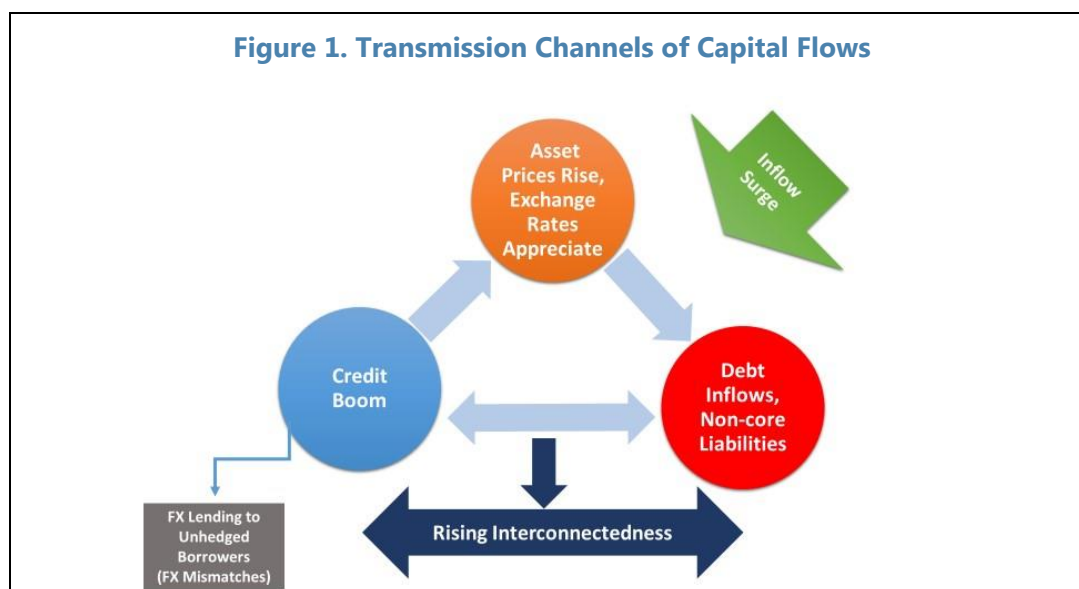 Figure 1. Transmission Channels of Capital Flows
Inflow
Surge
Asset
Prices Rise,
Exchange
Rates
Appreciate
Credit
Boom
Debt
Inflows,
Non-core
Liabilities
FX Lending to
Unhedged
Borrowers
(FX Mismatches)
Rising Interconnectedness